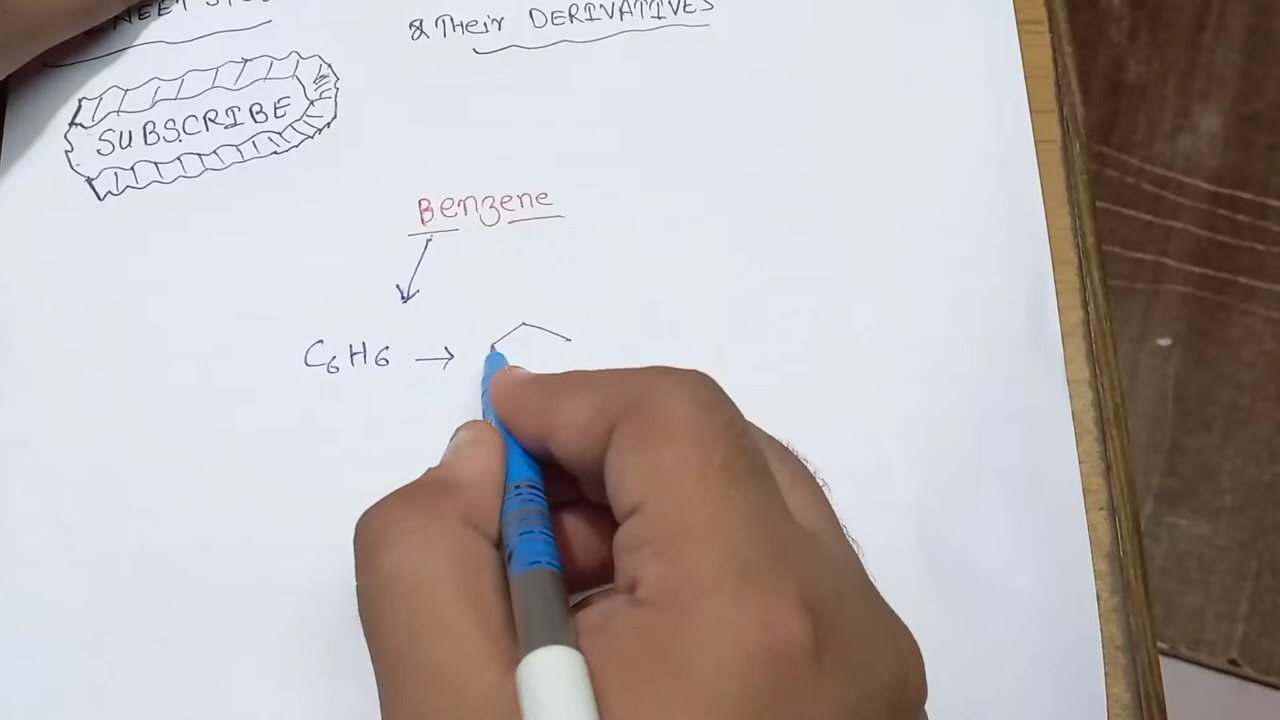 & Their DERIVATIVES
SUBSCRIBE
Benzene
C6H6 →